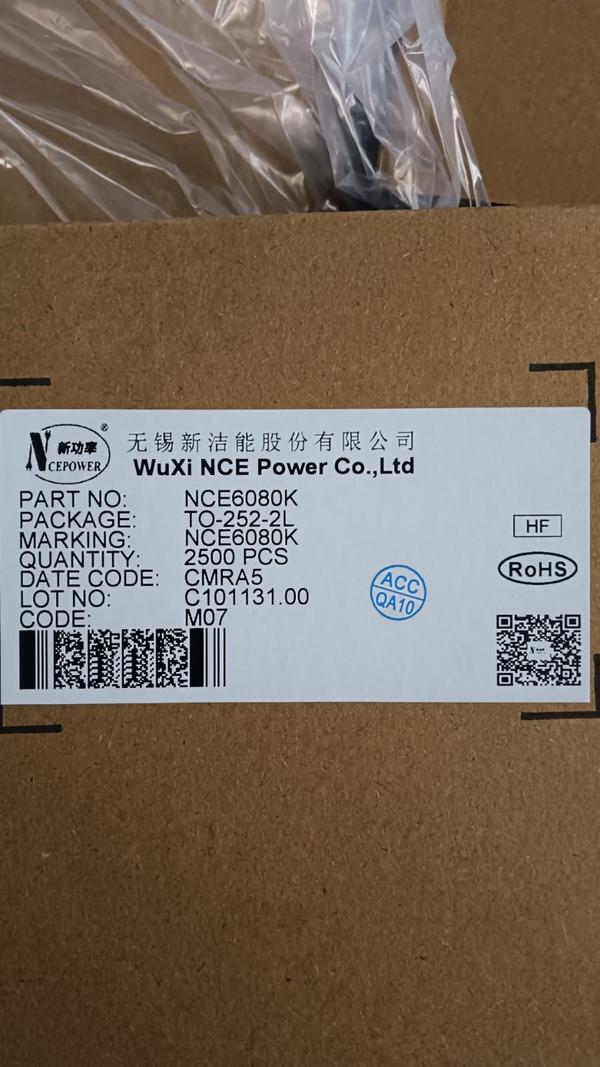 新功率
®
NCEPOWER
无锡新洁能股份有限公司
WuXi NCE Power Co.,Ltd
PART NO: NCE6080K
PACKAGE: TO-252-2L
MARKING: NCE6080K
QUANTITY: 2500 PCS
DATE CODE: CMRA5
LOT NO: C101131.00
CODE: M07
HF
RoHS
ACC
QA10